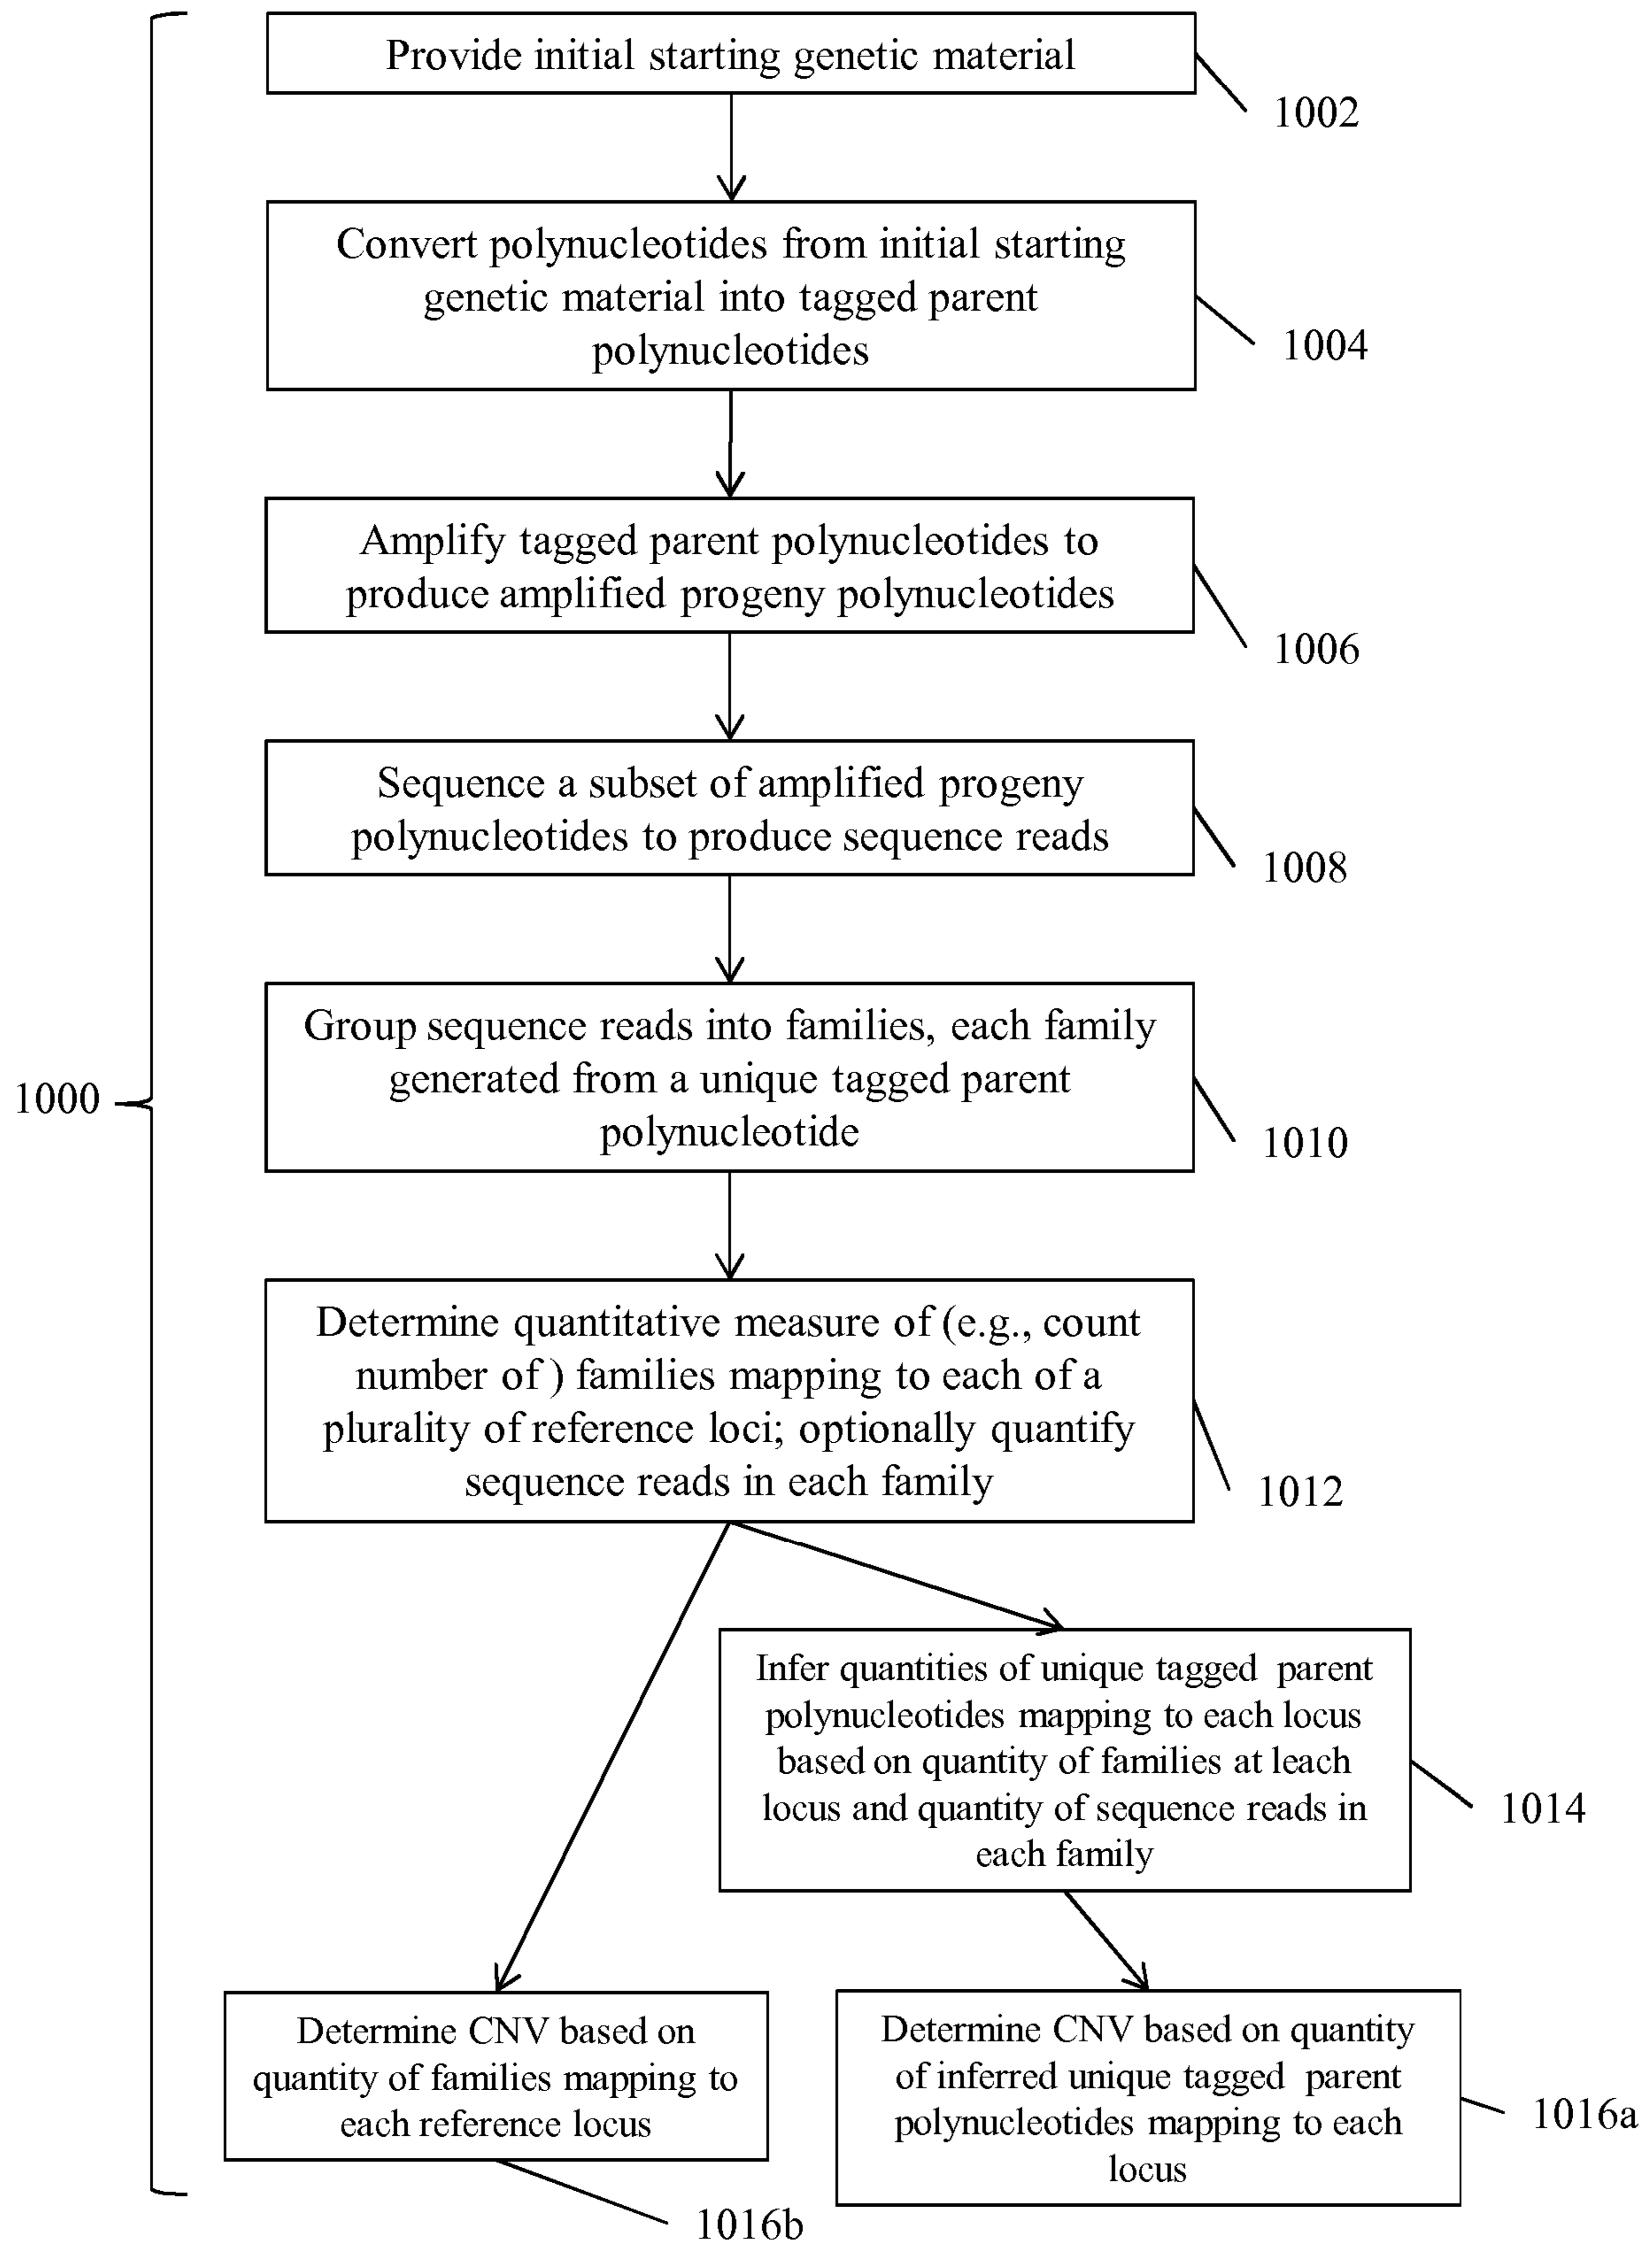 Provide initial starting genetic material
1002
Convert polynucleotides from initial starting
genetic material into tagged parent
polynucleotides
1004
Amplify tagged parent polynucleotides to
produce amplified progeny polynucleotides
1006
Sequence a subset of amplified progeny
polynucleotides to produce sequence reads
1008
Group sequence reads into families, each family
generated from a unique tagged parent
polynucleotide
1000
1010
Determine quantitative measure of (e.g., count
number of ) families mapping to each of a
plurality of reference loci; optionally quantify
sequence reads in each family
1012
Infer quantities of unique tagged parent
polynucleotides mapping to each locus
based on quantity of families at leach
locus and quantity of sequence reads in
each family
1014
Determine CNV based on
quantity of families mapping to
each reference locus
1016b
Determine CNV based on quantity
of inferred unique tagged parent
polynucleotides mapping to each
locus
1016a